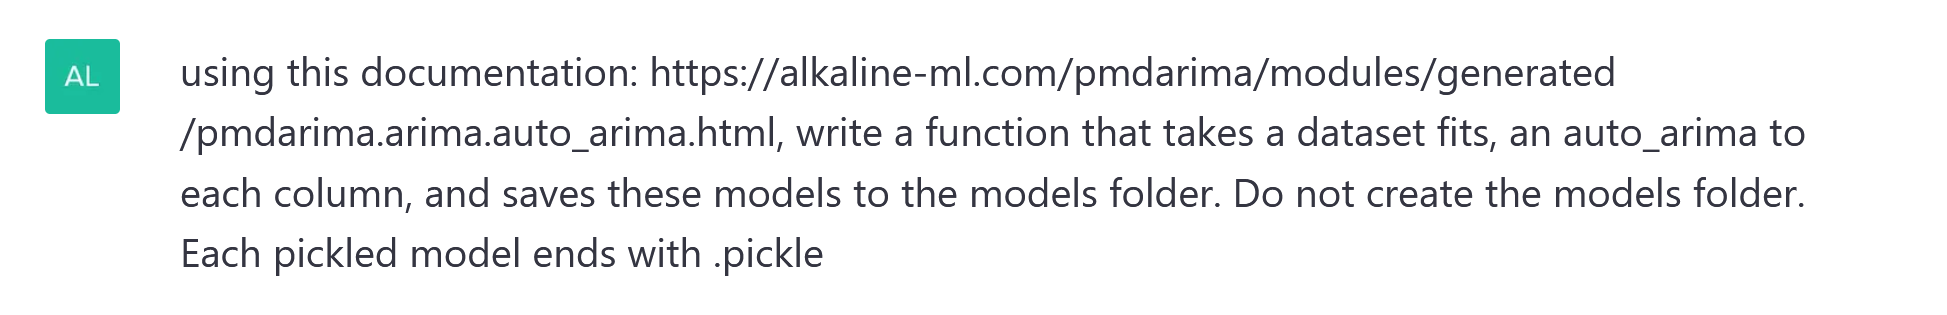 AL
using this documentation: https://alkaline-ml.com/pmdarima/modules/generated
/pmdarima.arima.auto_arima.html, write a function that takes a dataset fits, an auto_arima to
each column, and saves these models to the models folder. Do not create the models folder.
Each pickled model ends with .pickle